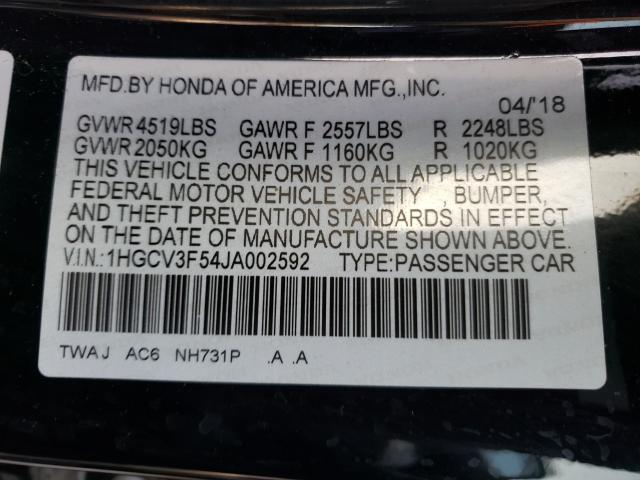 MFD.BY HONDA OF AMERICA MFG.,INC.
04/'18
GVWR 4519LBS GAWR F 2557LBS R 2248LBS
GVWR 2050KG GAWR F 1160KG R 1020KG
THIS VEHICLE CONFORMS TO ALL APPLICABLE
FEDERAL MOTOR VEHICLE SAFETY , BUMPER,
AND THEFT PREVENTION STANDARDS IN EFFECT
ON THE DATE OF MANUFACTURE SHOWN ABOVE.
V.I.N.:1HGCV3F54JA002592 TYPE:PASSENGER CAR
TWAJ AC6 NH731P .A .A